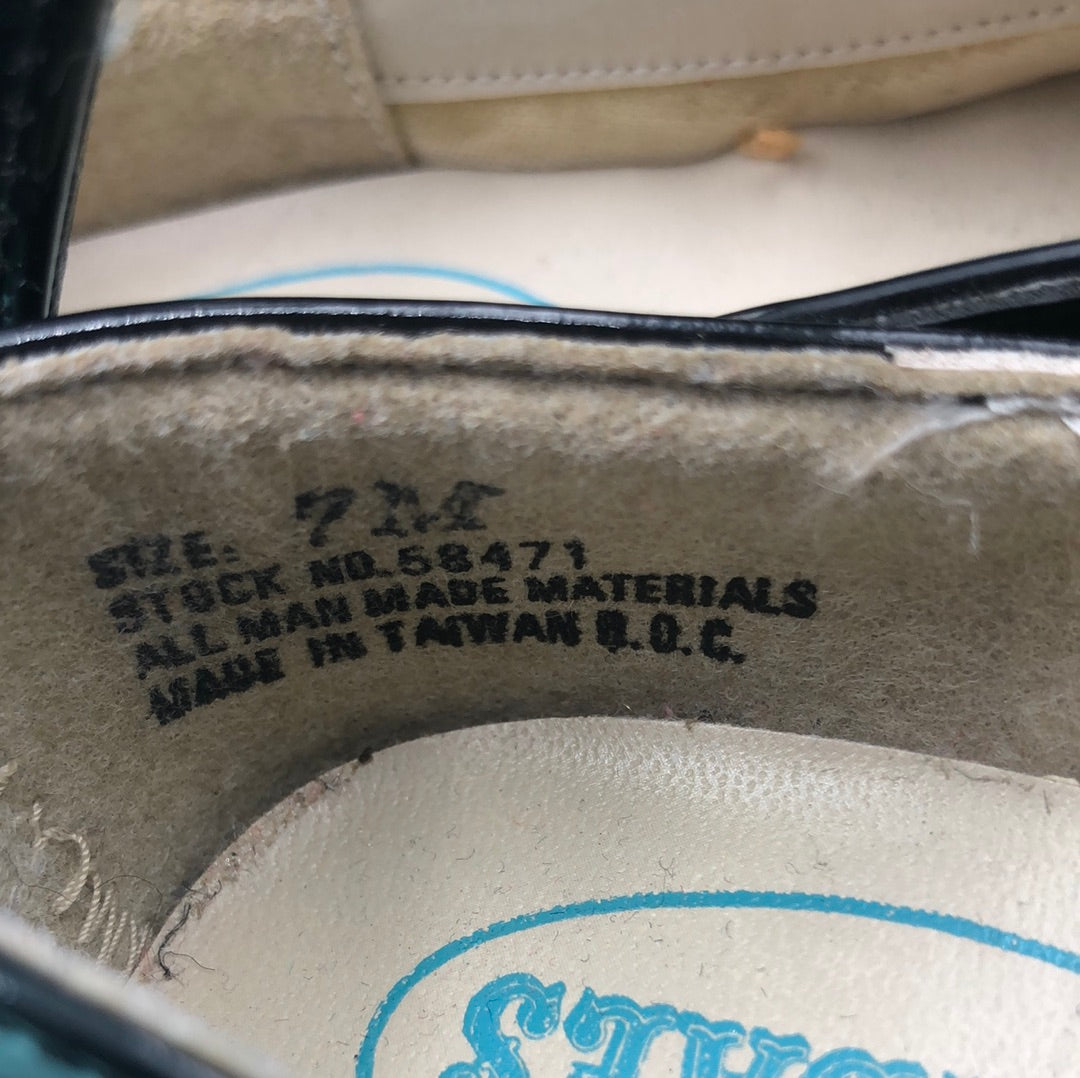 SIZE. 7M
STOCK NO.58471
ALL MAN MADE MATERIALS
MADE IN TAIWAN R.O.C.